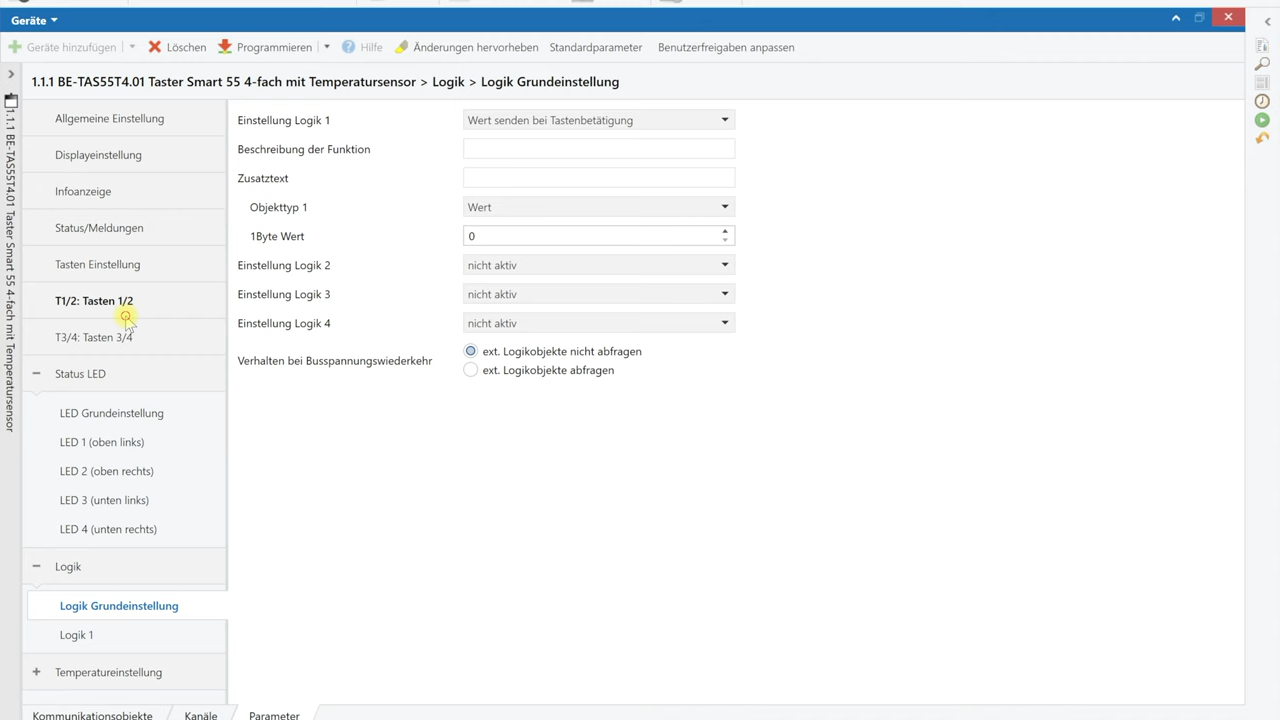 Geräte
Geräte hinzufügen Löschen Programmieren Hilfe Änderungen hervorheben Standardparameter Benutzerfreigaben anpassen
1.1.1 BE-TAS55T4.01 Taster Smart 55 4-fach mit Temperatursensor > Logik > Logik Grundeinstellung
1.1.1 BE-TAS55T4.01 Taster Smart 55 4-fach mit Temperatursensor
Allgemeine Einstellung
Displayeinstellung
Infoanzeige
Status/Meldungen
Tasten Einstellung
T1/2: Tasten 1/2
T3/4: Tasten 3/4
Status LED
LED Grundeinstellung
LED 1 (oben links)
LED 2 (oben rechts)
LED 3 (unten links)
LED 4 (unten rechts)
Logik
Logik Grundeinstellung
Logik 1
Temperatureinstellung
Einstellung Logik 1 Wert senden bei Tastenbetätigung
Beschreibung der Funktion
Zusatztext
Objekttyp 1 Wert
1Byte Wert 0
Einstellung Logik 2 nicht aktiv
Einstellung Logik 3 nicht aktiv
Einstellung Logik 4 nicht aktiv
Verhalten bei Busspannungswiederkehr ext. Logikobjekte nicht abfragen
ext. Logikobjekte abfragen
Kommunikationsobjekte Kanäle Parameter